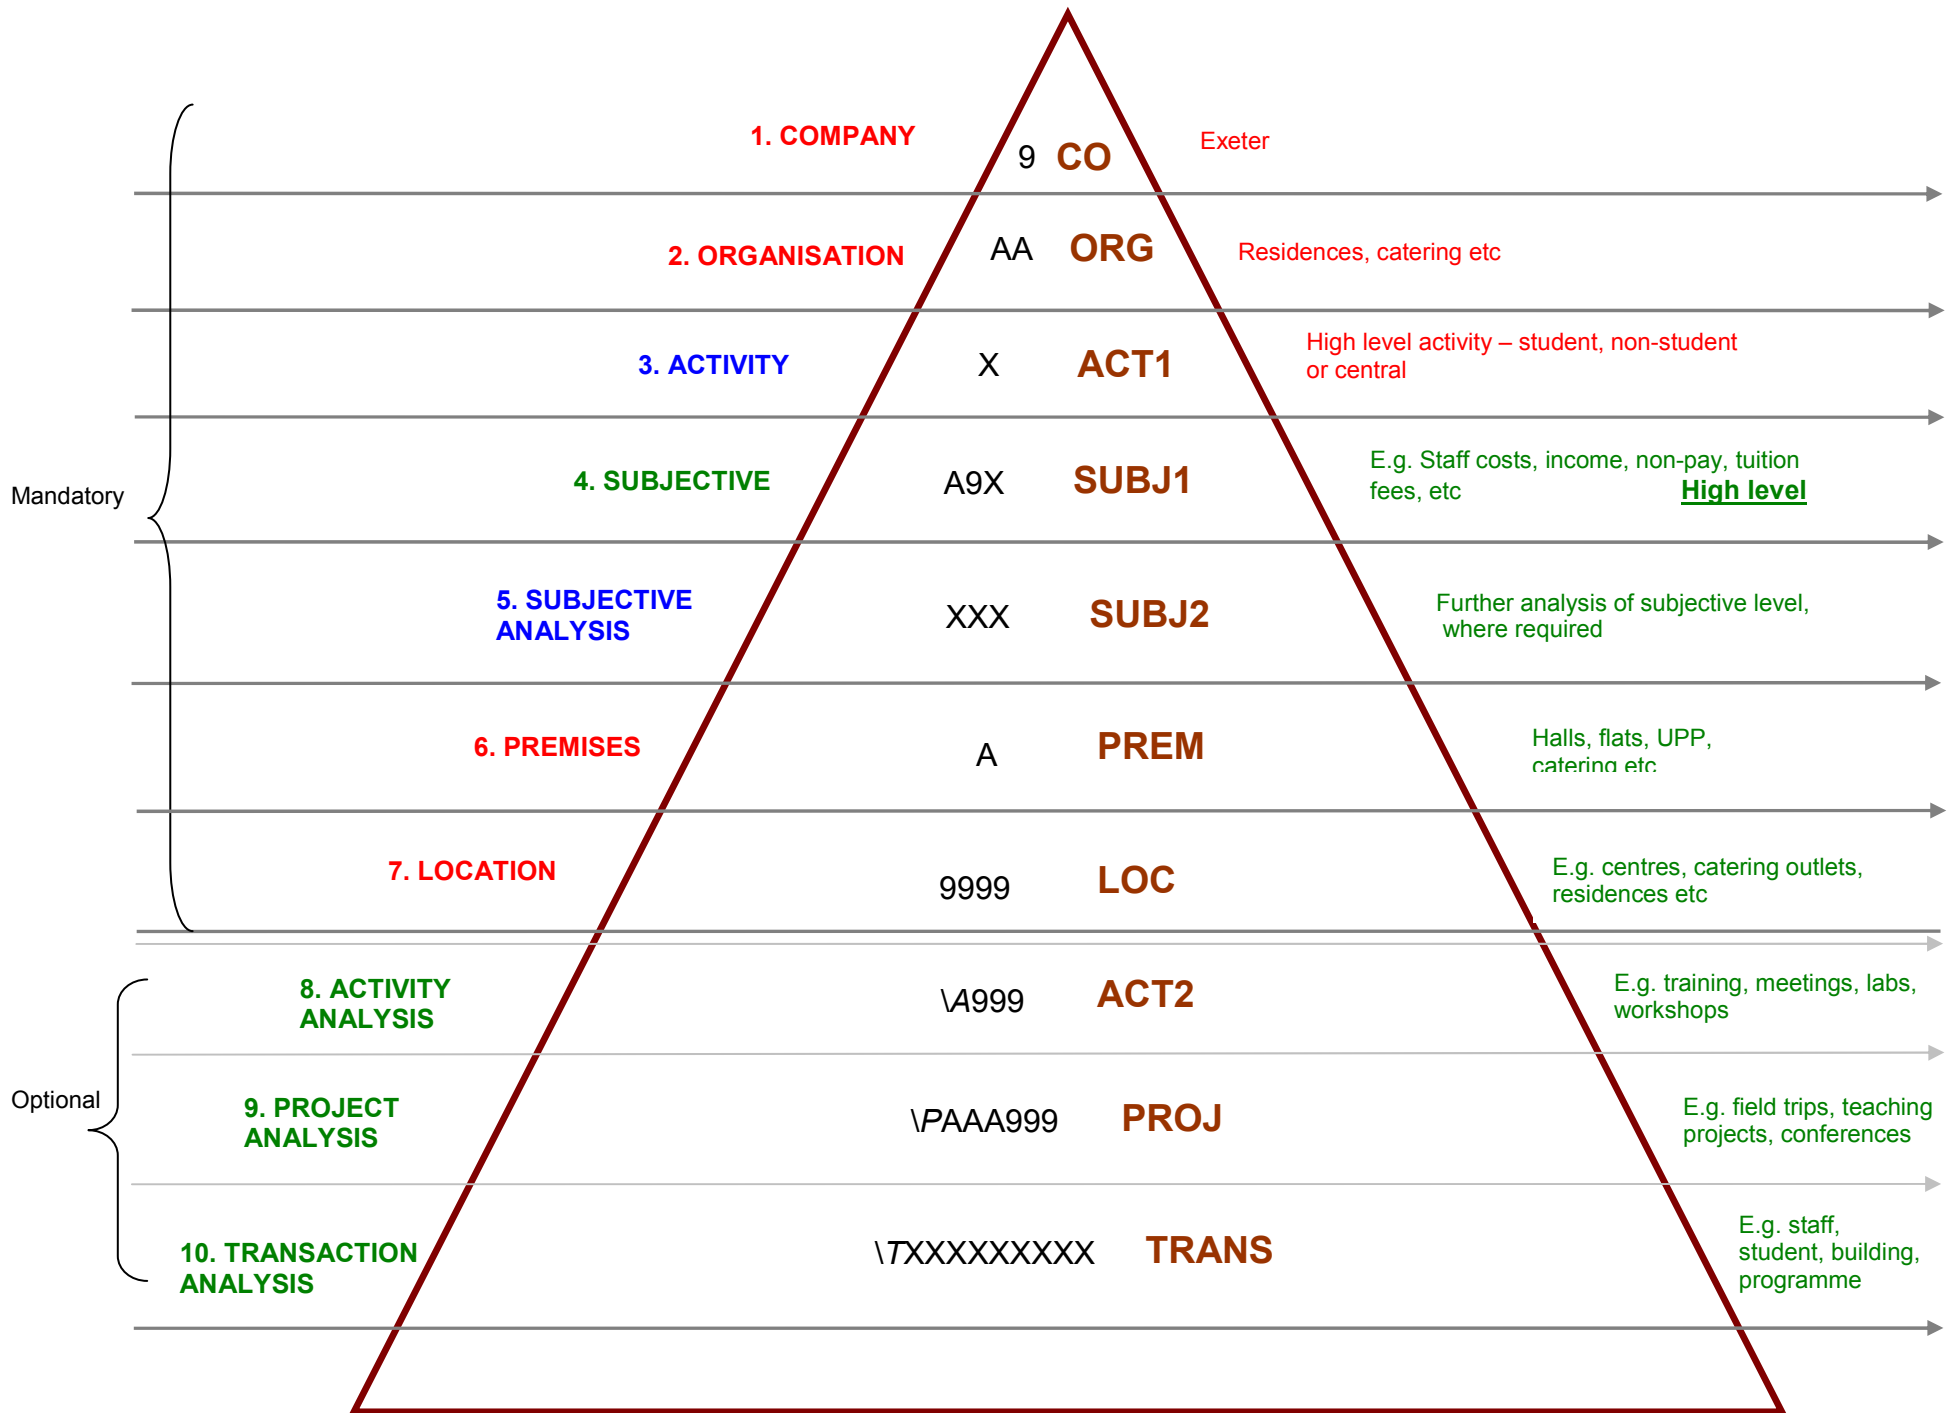 1. COMPANY
9 CO
Exeter
2. ORGANISATION
AA ORG
Residences, catering etc
3. ACTIVITY
X ACT1
High level activity – student, non-student
or central
Mandatory
4. SUBJECTIVE
A9X SUBJ1
E.g. Staff costs, income, non-pay, tuition
fees, etc High level
5. SUBJECTIVE
ANALYSIS
XXX SUBJ2
Further analysis of subjective level,
where required
6. PREMISES
A PREM
Halls, flats, UPP,
catering etc
7. LOCATION
9999 LOC
E.g. centres, catering outlets,
residences etc
Optional
8. ACTIVITY
ANALYSIS
\A999 ACT2
E.g. training, meetings, labs,
workshops
9. PROJECT
ANALYSIS
\PAAA999 PROJ
E.g. field trips, teaching
projects, conferences
10. TRANSACTION
ANALYSIS
\TXXXXXXXXX TRANS
E.g. staff,
student, building,
programme